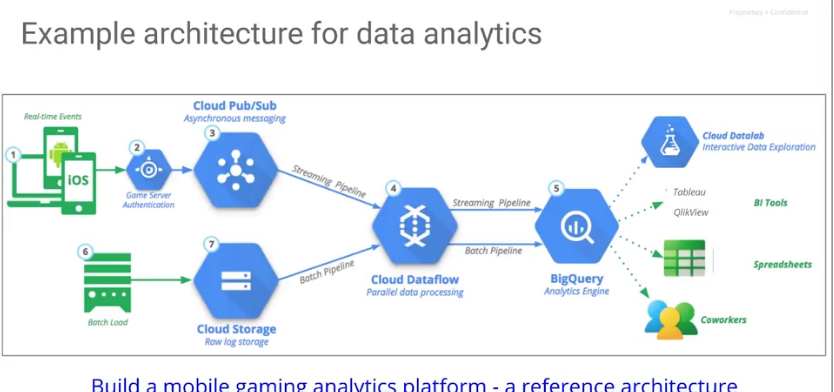 Proprietary + Confidential
Example architecture for data analytics
Real-time Events
1
iOS
2
Game Server
Authentication
Cloud Pub/Sub
Asynchronous messaging
3
Streaming Pipeline
6
Batch Load
7
Cloud Storage
Raw log storage
Batch Pipeline
4
Cloud Dataflow
Parallel data processing
Streaming Pipeline
Batch Pipeline
5
BigQuery
Analytics Engine
Cloud Datalab
Interactive Data Exploration
Tableau
QlikView
BI Tools
Spreadsheets
Coworkers
Build a mobile gaming analytics platform - a reference architecture